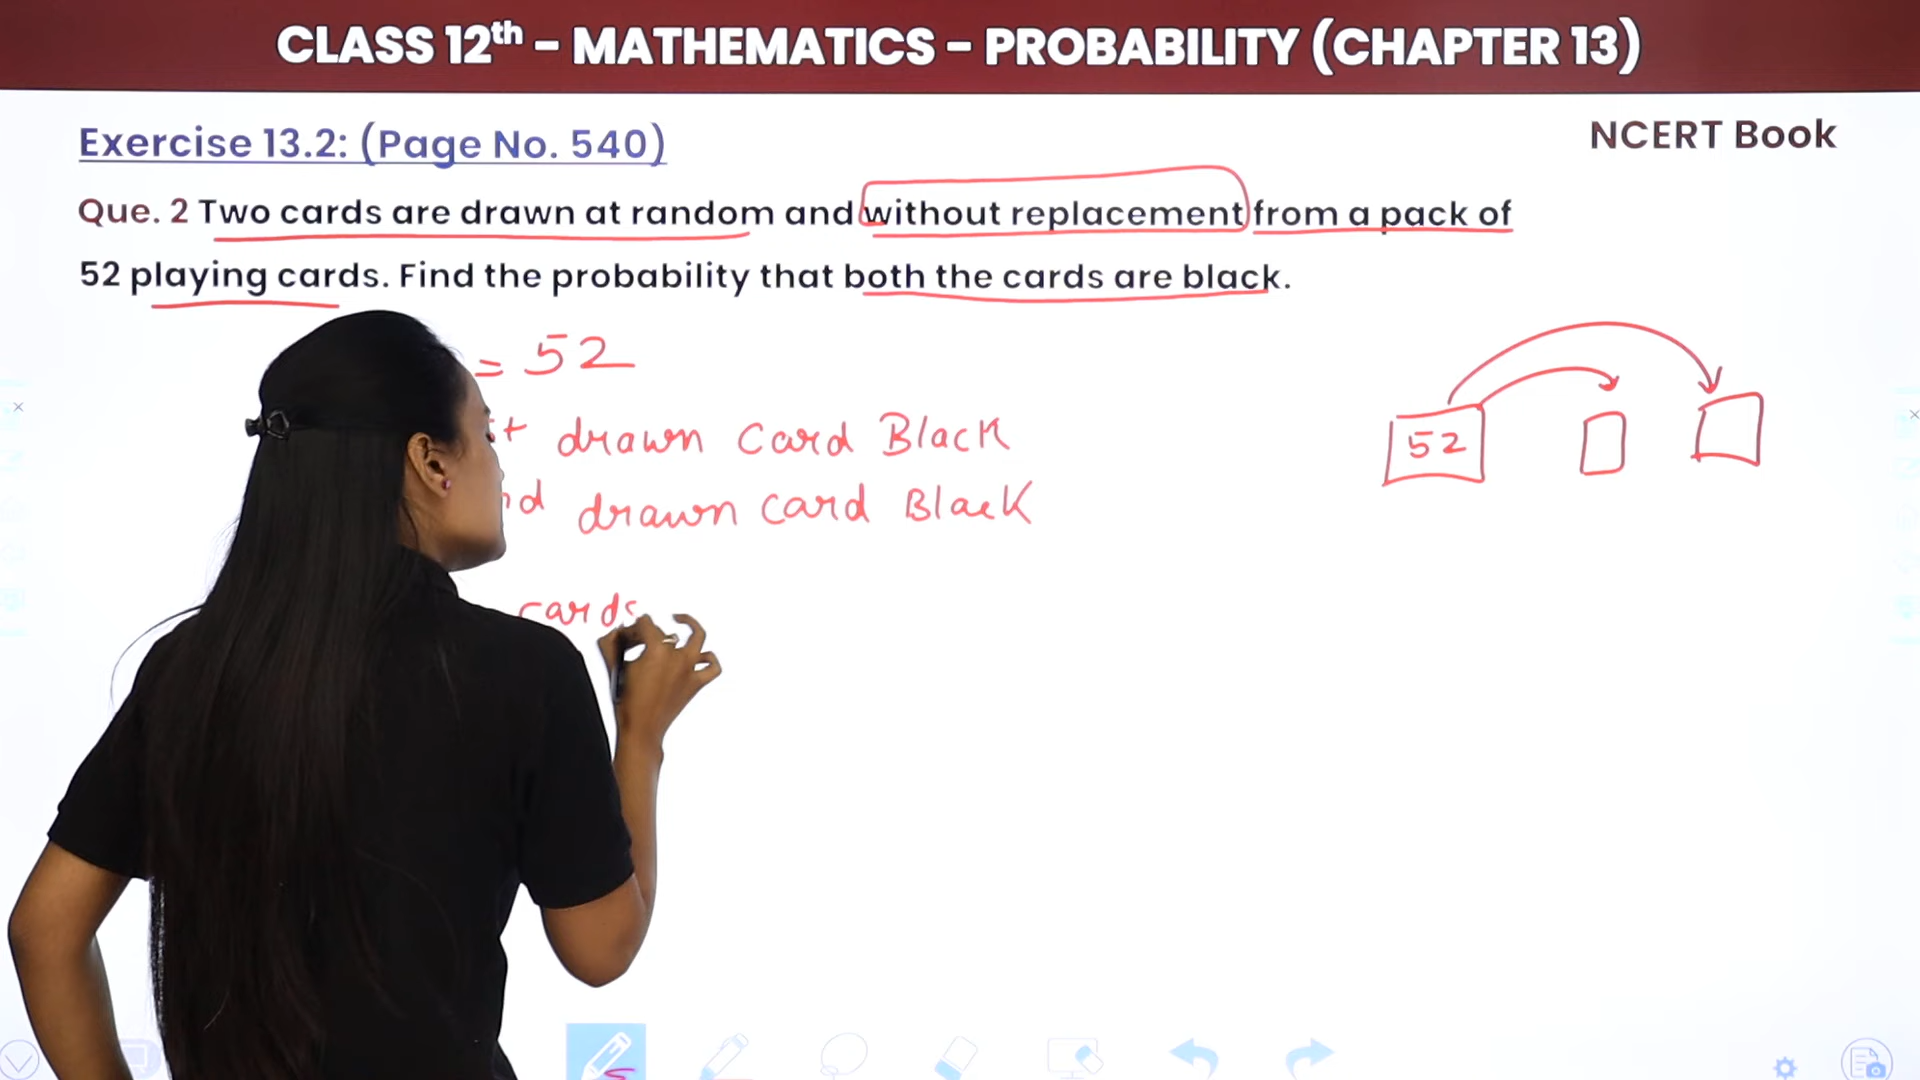 CLASS 12th - MATHEMATICS - PROBABILITY (CHAPTER 13)
Exercise 13.2: (Page No. 540)
NCERT Book
Que. 2 Two cards are drawn at random and without replacement from a pack of
52 playing cards. Find the probability that both the cards are black.
= 52
drawn card Black
52
nd drawn card Black
cards